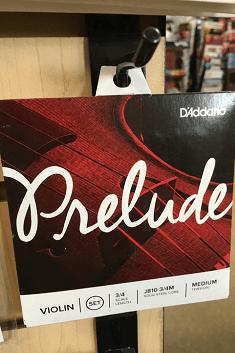 D'Addario
Prelude
VIOLIN
SET
3/4
SCALE
LENGTH
J810 3/4M
SOLID STEEL CORE
MEDIUM
TENSION